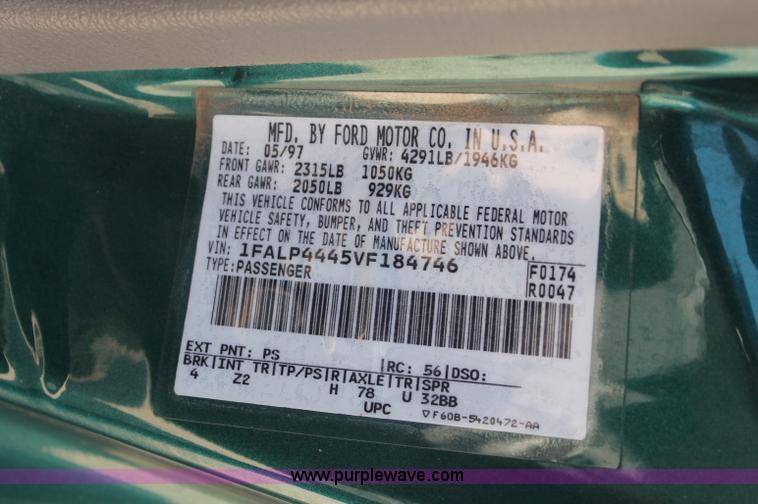 MFD. BY FORD MOTOR CO. IN U.S.A.
DATE: 05/97 GVWR: 4291LB/1946KG
FRONT GAWR: 2315LB 1050KG
REAR GAWR: 2050LB 929KG
THIS VEHICLE CONFORMS TO ALL APPLICABLE FEDERAL MOTOR
VEHICLE SAFETY, BUMPER, AND THEFT PREVENTION STANDARDS
IN EFFECT ON THE DATE OF MANUFACTURE SHOWN ABOVE.
VIN: 1FALP4445VF184746 F0174
TYPE: PASSENGER R0047
EXT PNT: PS |RC: 56|DSO:
BRK|INT TR|TP/PS|R|AXLE|TR|SPR
4 Z2 H 78 U 32BB
UPC ▽F60B-5420472-AA
www.purplewave.com